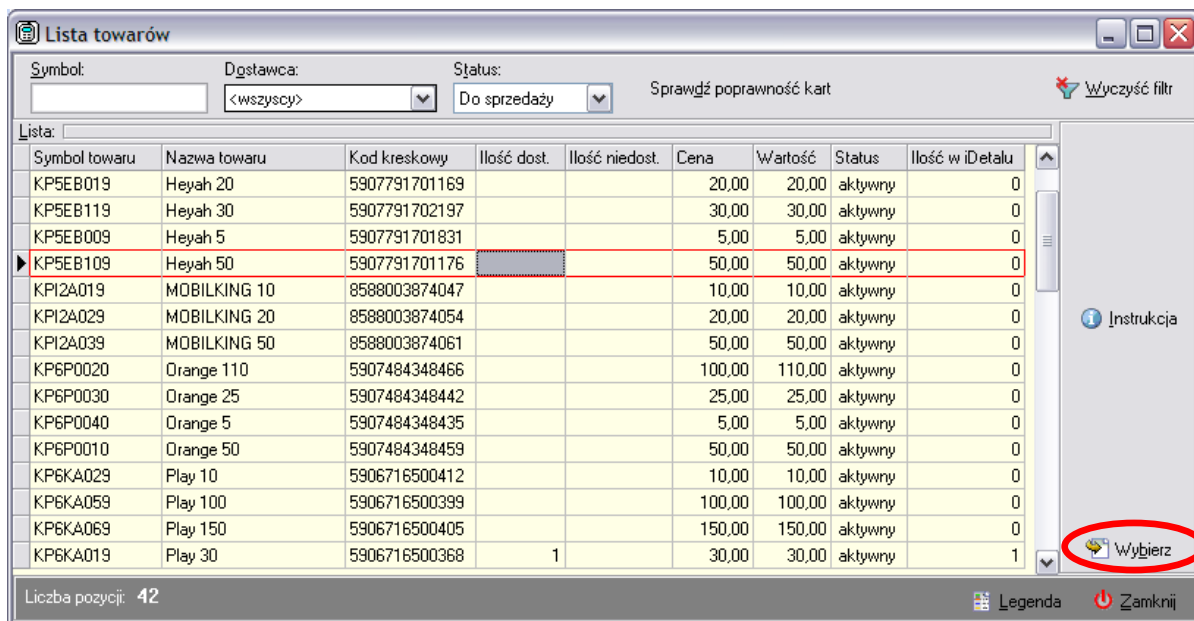 Lista towarów
Symbol: Dostawca: Status:
<wszyscy> Do sprzedaży Sprawdź poprawność kart Wyczyść filtr
Lista:
Symbol towaru Nazwa towaru Kod kreskowy Ilość dost. Ilość niedost. Cena Wartość Status Ilość w iDetalu
KP5EB019 Heyah 20 5907791701169 20,00 20,00 aktywny 0
KP5EB119 Heyah 30 5907791702197 30,00 30,00 aktywny 0
KP5EB009 Heyah 5 5907791701831 5,00 5,00 aktywny 0
KP5EB109 Heyah 50 5907791701176 50,00 50,00 aktywny 0
KPI2A019 MOBILKING 10 8588003874047 10,00 10,00 aktywny 0
KPI2A029 MOBILKING 20 8588003874054 20,00 20,00 aktywny 0
KPI2A039 MOBILKING 50 8588003874061 50,00 50,00 aktywny 0
KP6P0020 Orange 110 5907484348466 100,00 110,00 aktywny 0
KP6P0030 Orange 25 5907484348442 25,00 25,00 aktywny 0
KP6P0040 Orange 5 5907484348435 5,00 5,00 aktywny 0
KP6P0010 Orange 50 5907484348459 50,00 50,00 aktywny 0
KP6KA029 Play 10 5906716500412 10,00 10,00 aktywny 0
KP6KA059 Play 100 5906716500399 100,00 100,00 aktywny 0
KP6KA069 Play 150 5906716500405 150,00 150,00 aktywny 0
KP6KA019 Play 30 5906716500368 1 30,00 30,00 aktywny 1
Instrukcja
Wybierz
Liczba pozycji: 42 Legenda Zamknij